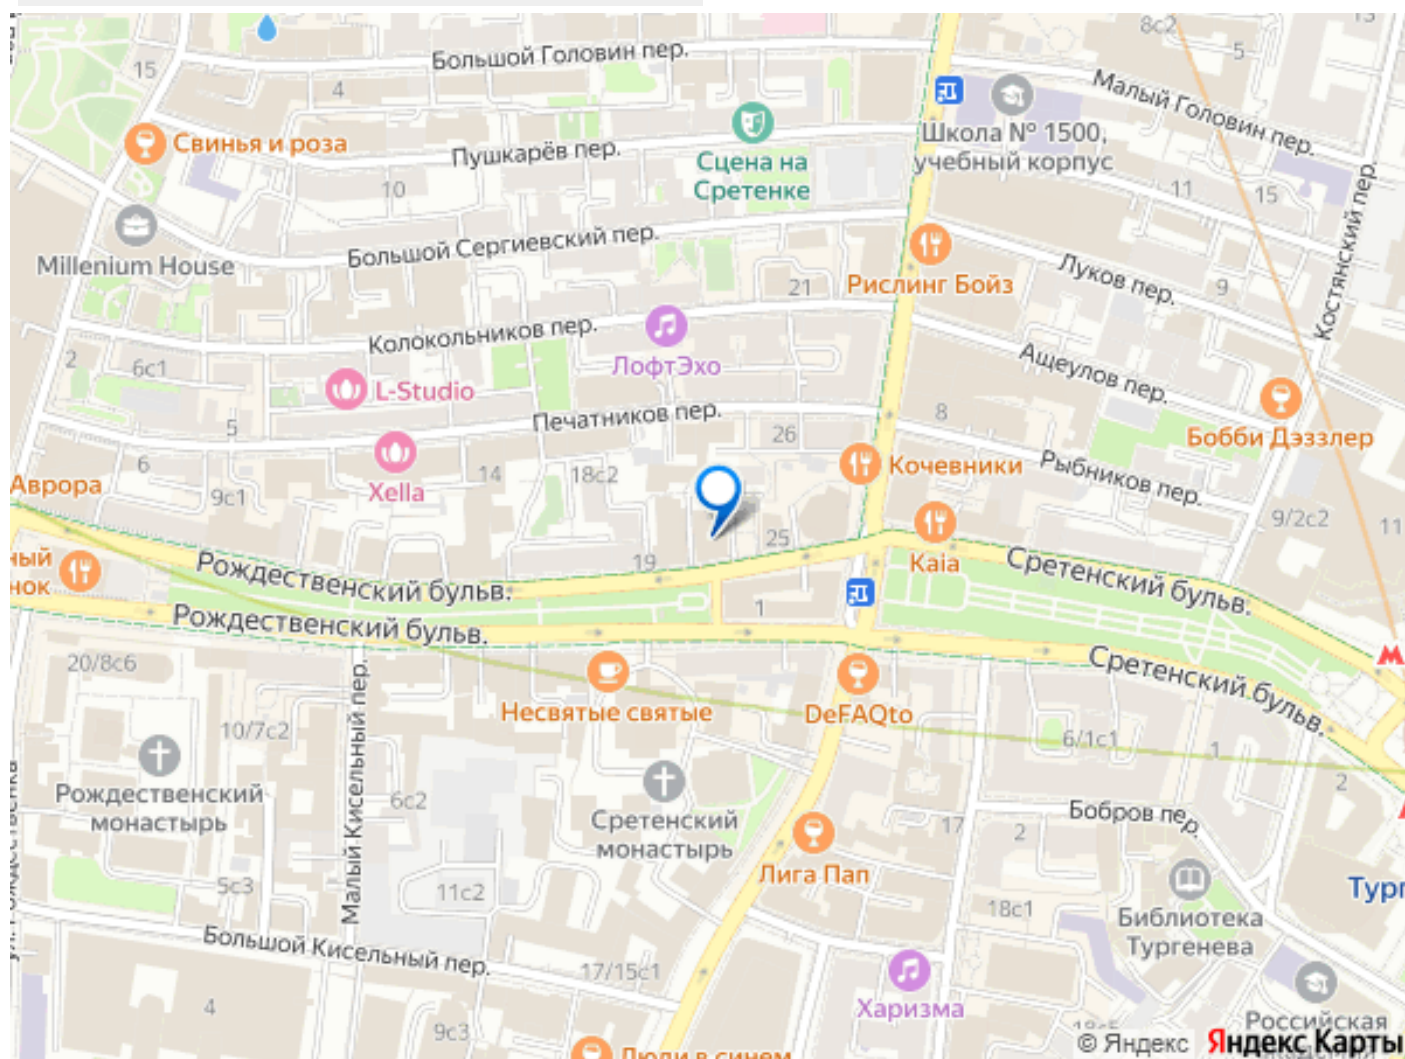 8с2
5
13
Большой Головин пер.
15
4
Малый Головин пер.
Свинья и роза
Пушкарёв пер.
Сцена на
Сретенке
Школа № 1500,
учебный корпус
10
11
15
Костянский пер.
Millenium House
Большой Сергиевский пер.
Рислинг Бойз
21
Луков пер.
9
Колокольников пер.
ЛофтЭхо
2
6с1
L-Studio
Ащеулов пер.
Печатников пер.
8
Бобби Дэззлер
5
26
6
Xella
14
18с2
Кочевники
Рыбников пер.
Аврора
9с1
25
9/2с2
11
19
Kaia
Рождественский бульв.
Сретенский бульв.
1
Рождественский бульв.
Сретенский бульв.
20/8с6
Малый Кисельный пер.
Несвятые святые
DeFAQto
10/7с2
6/1с1
1
2
Рождественский
монастырь
6с2
Сретенский
монастырь
Бобров пер.
17
2
5с3
11с2
Лига Пап
18с1
Библиотека
Тургенева
Большой Кисельный пер.
17/15с1
Харизма
4
9с3
Люди в синем
Российская
© Яндекс Яндекс Карты